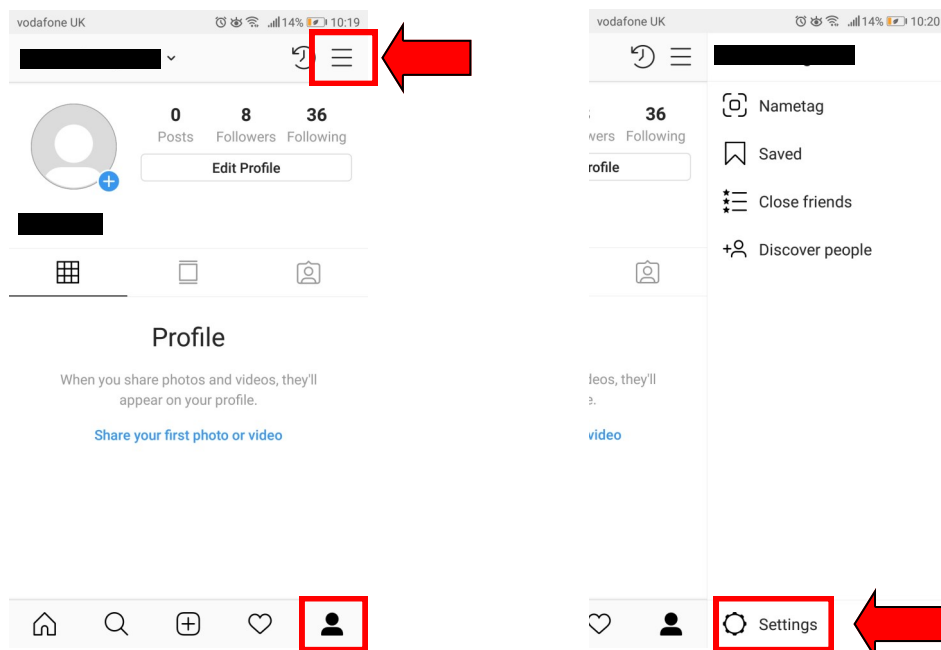 vodafone UK 14% 10:19
0 8 36
Posts Followers Following
Edit Profile
Profile
When you share photos and videos, they'll
appear on your profile.
Share your first photo or video
vodafone UK 14% 10:20
36
wers Following
rofile
deos, they'll
e.
video
Nametag
Saved
Close friends
Discover people
Settings